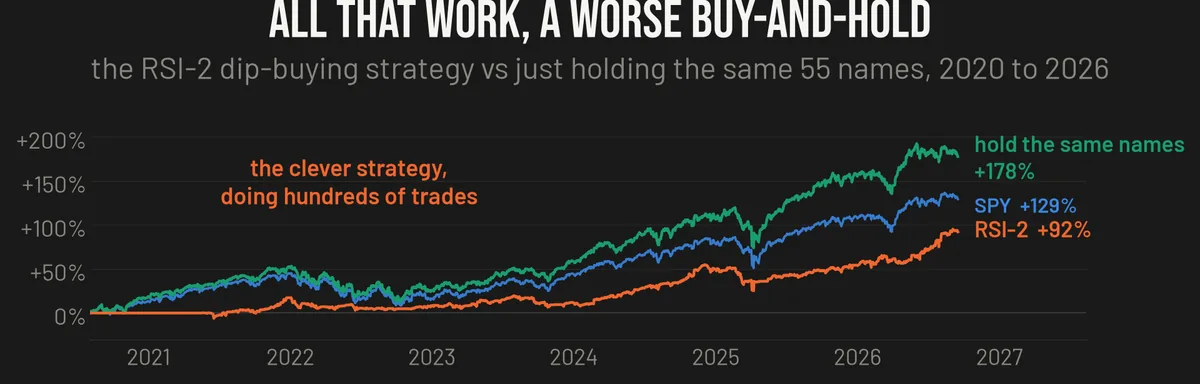 ALL THAT WORK, A WORSE BUY-AND-HOLD
the RSI-2 dip-buying strategy vs just holding the same 55 names, 2020 to 2026
+200%
+150%
+100%
+50%
0%
the clever strategy,
doing hundreds of trades
hold the same names
+178%
SPY +129%
RSI-2 +92%
2021 2022 2023 2024 2025 2026 2027